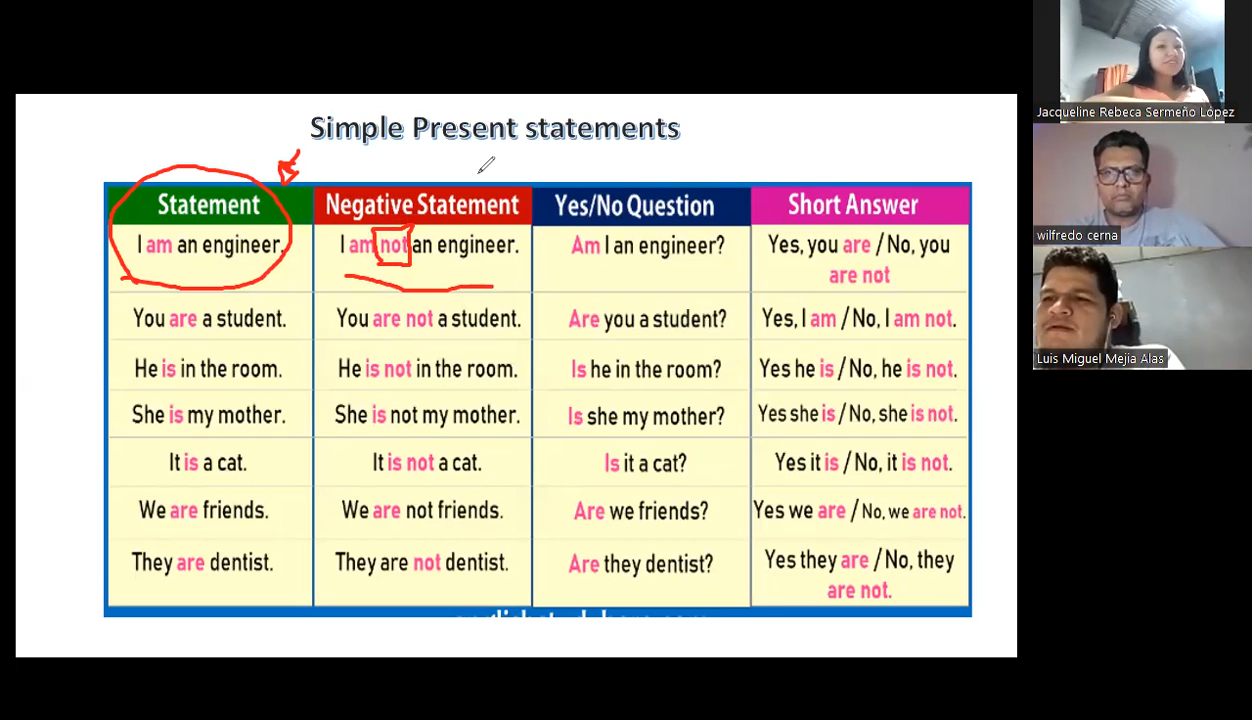 Simple Present statements
Statement Negative Statement Yes/No Question Short Answer
I am an engineer. I am not an engineer. Am I an engineer? Yes, you are / No, you
are not
You are a student. You are not a student. Are you a student? Yes, I am / No, I am not.
He is in the room. He is not in the room. Is he in the room? Yes he is / No, he is not.
She is my mother. She is not my mother. Is she my mother? Yes she is / No, she is not.
It is a cat. It is not a cat. Is it a cat? Yes it is / No, it is not.
We are friends. We are not friends. Are we friends? Yes we are / No, we are not.
They are dentist. They are not dentist. Are they dentist? Yes they are / No, they
are not.
Jacqueline Rebeca Sermeño López
wilfredo cerna
Luis Miguel Mejia Alas